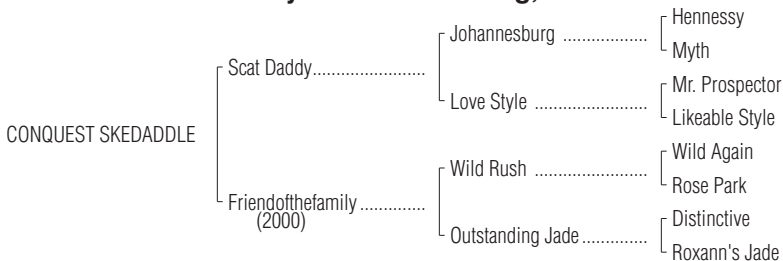 Hennessy
Johannesburg ..................
Myth
Scat Daddy........................
Mr. Prospector
Love Style ........................
Likeable Style
CONQUEST SKEDADDLE
Wild Again
Wild Rush ........................
Rose Park
Friendofthefamily ..............
(2000)
Distinctive
Outstanding Jade..............
Roxann's Jade